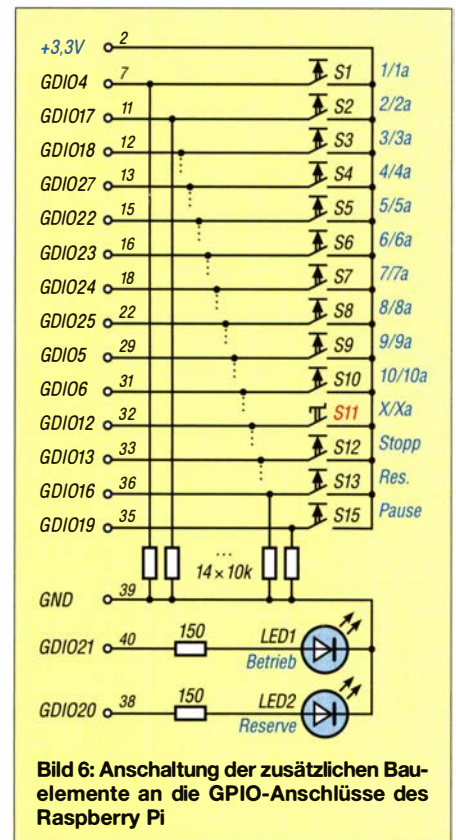 +3,3V 2
GDIO4 7 S1 1/1a
GDIO17 11 S2 2/2a
GDIO18 12 S3 3/3a
GDIO27 13 S4 4/4a
GDIO22 15 S5 5/5a
GDIO23 16 S6 6/6a
GDIO24 18 S7 7/7a
GDIO25 22 S8 8/8a
GDIO5 29 S9 9/9a
GDIO6 31 S10 10/10a
GDIO12 32 S11 X/Xa
GDIO13 33 S12 Stopp
GDIO16 36 S13 Res.
GDIO19 35 S15 Pause
...
14×10k
GND 39
GDIO21 40 150 LED1
Betrieb
GDIO20 38 150 LED2
Reserve
Bild 6: Anschaltung der zusätzlichen Bau-
elemente an die GPIO-Anschlüsse des
Raspberry Pi